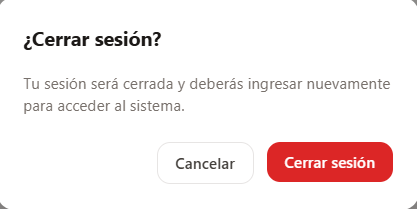 ¿Cerrar sesión?
Tu sesión será cerrada y deberás ingresar nuevamente
para acceder al sistema.
Cancelar
Cerrar sesión